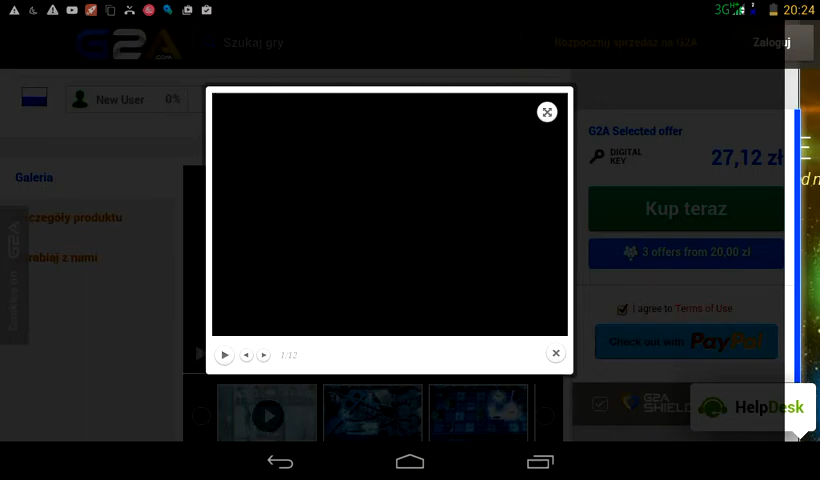 3G H+ 20:24
G2A .COM Szukaj gry Rozpocznij sprzedaż na G2A Zaloguj
New User 0%
G2A Selected offer
DIGITAL
KEY
27,12 zł
Galeria
Kup teraz
3 offers from 20,00 zł
czegóły produktu
rabiaj z nami
I agree to Terms of Use
Check out with PayPal
1/12
G2A
SHIELD
HelpDesk